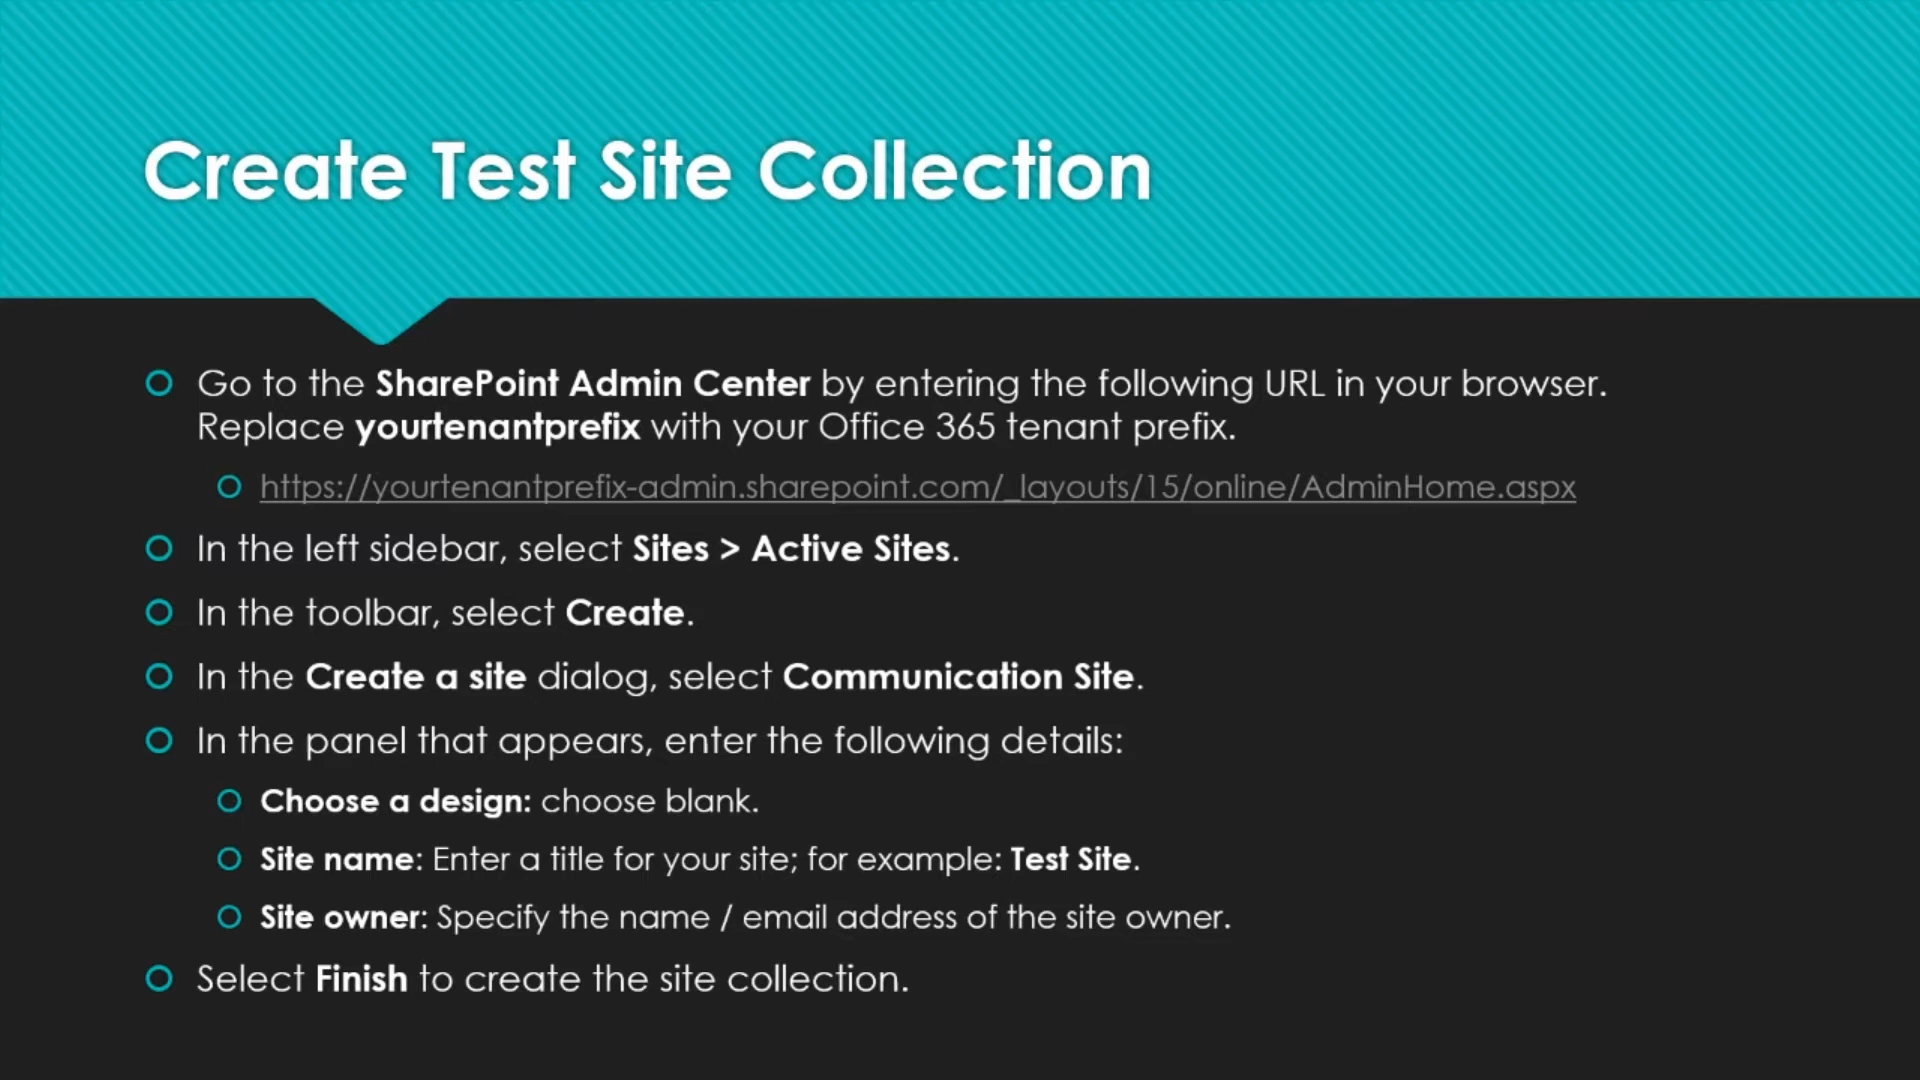 Create Test Site Collection
Go to the SharePoint Admin Center by entering the following URL in your browser.
Replace yourtenantprefix with your Office 365 tenant prefix.
https://yourtenantprefix-admin.sharepoint.com/_layouts/15/online/AdminHome.aspx
In the left sidebar, select Sites > Active Sites.
In the toolbar, select Create.
In the Create a site dialog, select Communication Site.
In the panel that appears, enter the following details:
Choose a design: choose blank.
Site name: Enter a title for your site; for example: Test Site.
Site owner: Specify the name / email address of the site owner.
Select Finish to create the site collection.